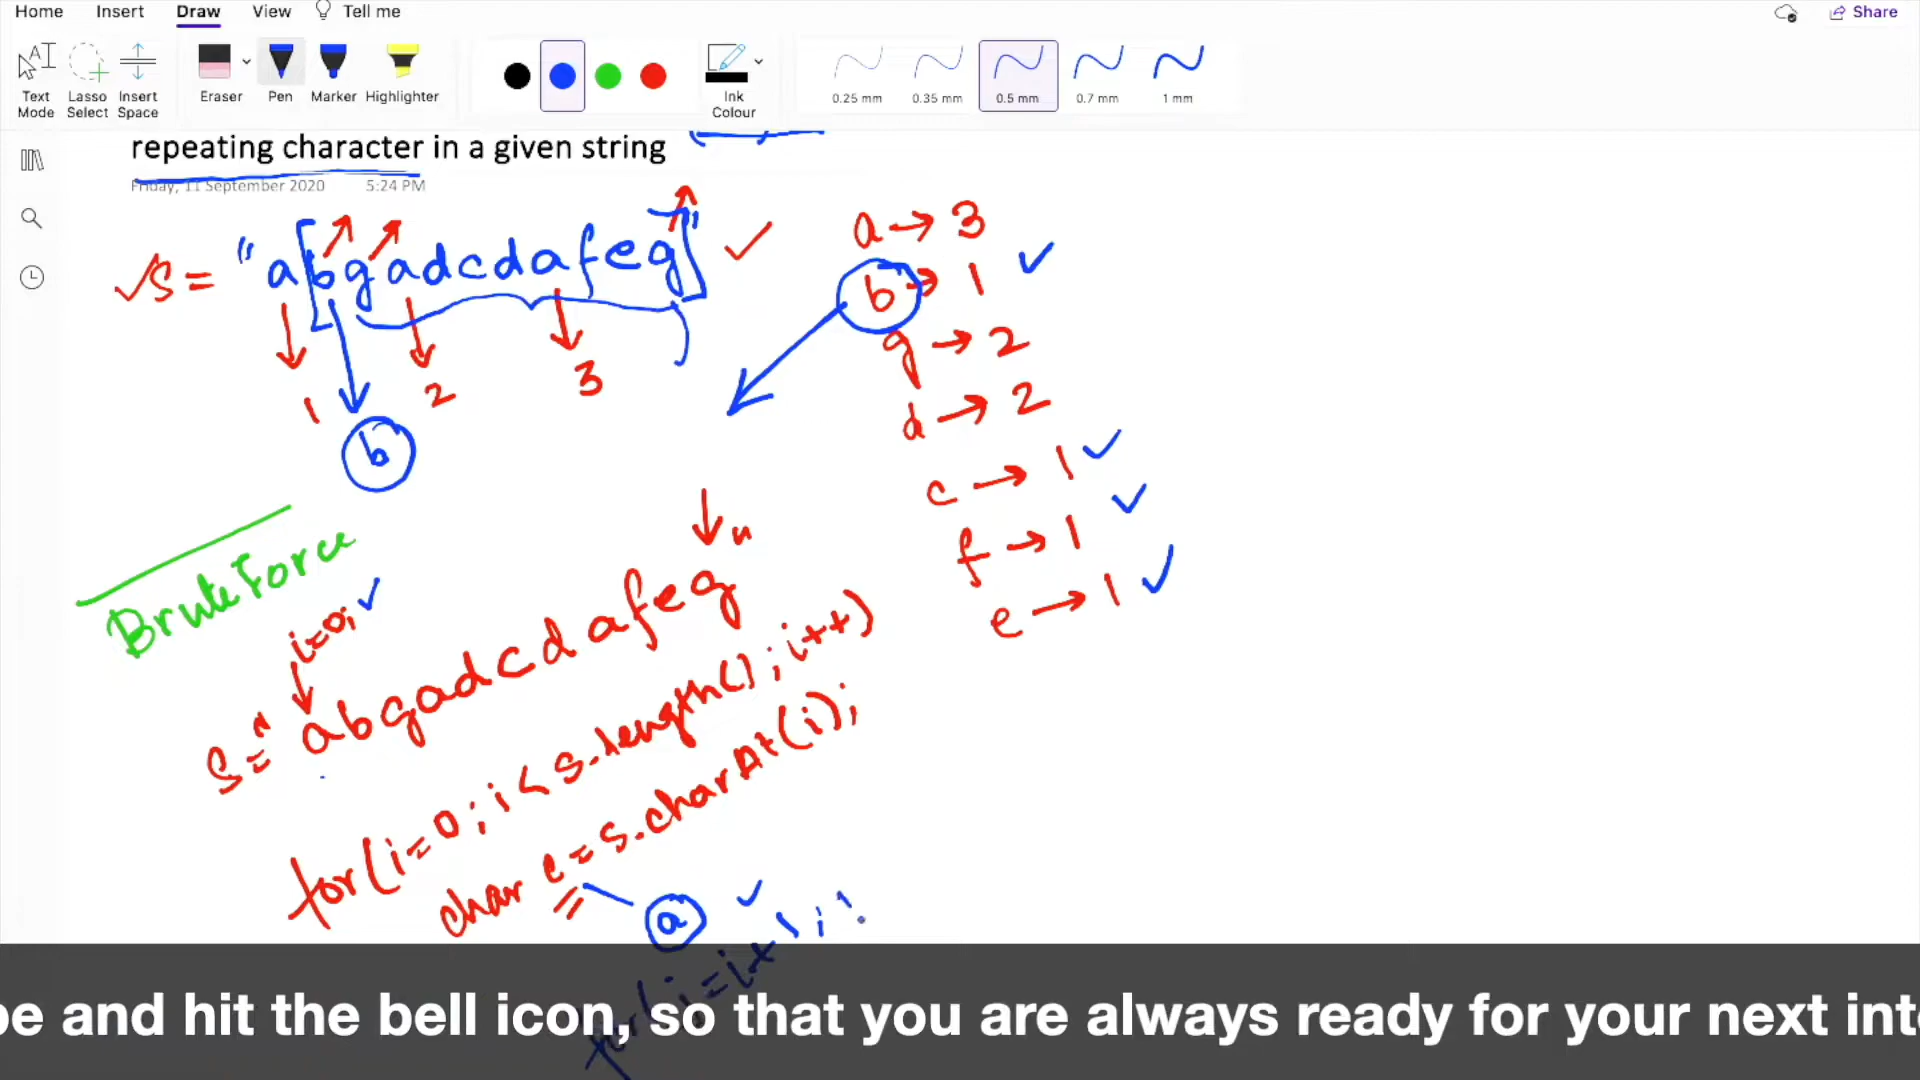 Home Insert Draw View Tell me Share
Text Mode Lasso Select Insert Space Eraser Pen Marker Highlighter Ink Colour 0.25 mm 0.35 mm 0.5 mm 0.7 mm 1 mm
repeating character in a given string
Friday, 11 September 2020 5:24 PM
S = "abgadcdafeg"
1 2 3
b
a → 3
b → 1
g → 2
d → 2
c → 1
f → 1
e → 1
BruteForce
i=0;
S = "abgadcdafeg"
for(i=0; i < s.length(); i++)
char c = s.charAt(i);
a
be and hit the bell icon, so that you are always ready for your next int